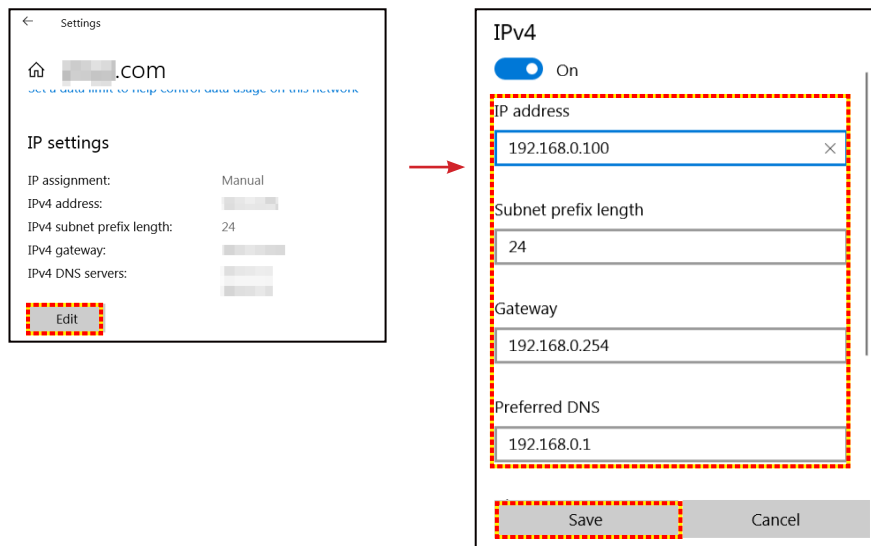 Settings
.com
Set a data limit to help control data usage on this network
IP settings
IP assignment: Manual
IPv4 address:
IPv4 subnet prefix length: 24
IPv4 gateway:
IPv4 DNS servers:
Edit
IPv4
On
IP address
192.168.0.100
Subnet prefix length
24
Gateway
192.168.0.254
Preferred DNS
192.168.0.1
Save Cancel